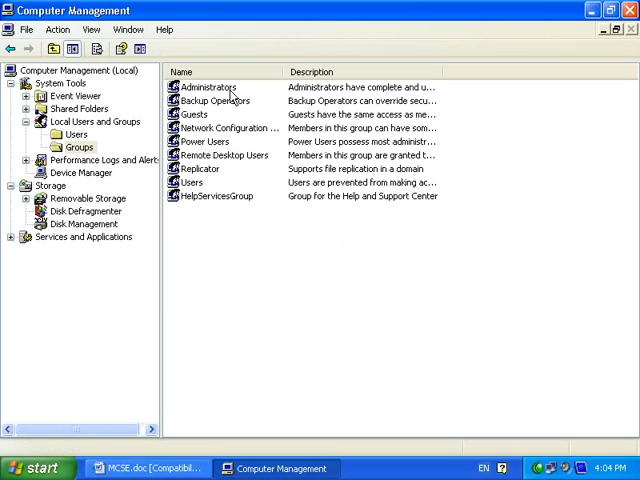 Computer Management
File Action View Window Help
Computer Management (Local)
System Tools
Event Viewer
Shared Folders
Local Users and Groups
Users
Groups
Performance Logs and Alert
Device Manager
Storage
Removable Storage
Disk Defragmenter
Disk Management
Services and Applications
Name Description
Administrators Administrators have complete and u...
Backup Operators Backup Operators can override secu...
Guests Guests have the same access as me...
Network Configuration ... Members in this group can have som...
Power Users Power Users possess most administr...
Remote Desktop Users Members in this group are granted t...
Replicator Supports file replication in a domain
Users Users are prevented from making ac...
HelpServicesGroup Group for the Help and Support Center
start MCSE.doc [Compatibil... Computer Management EN 4:04 PM